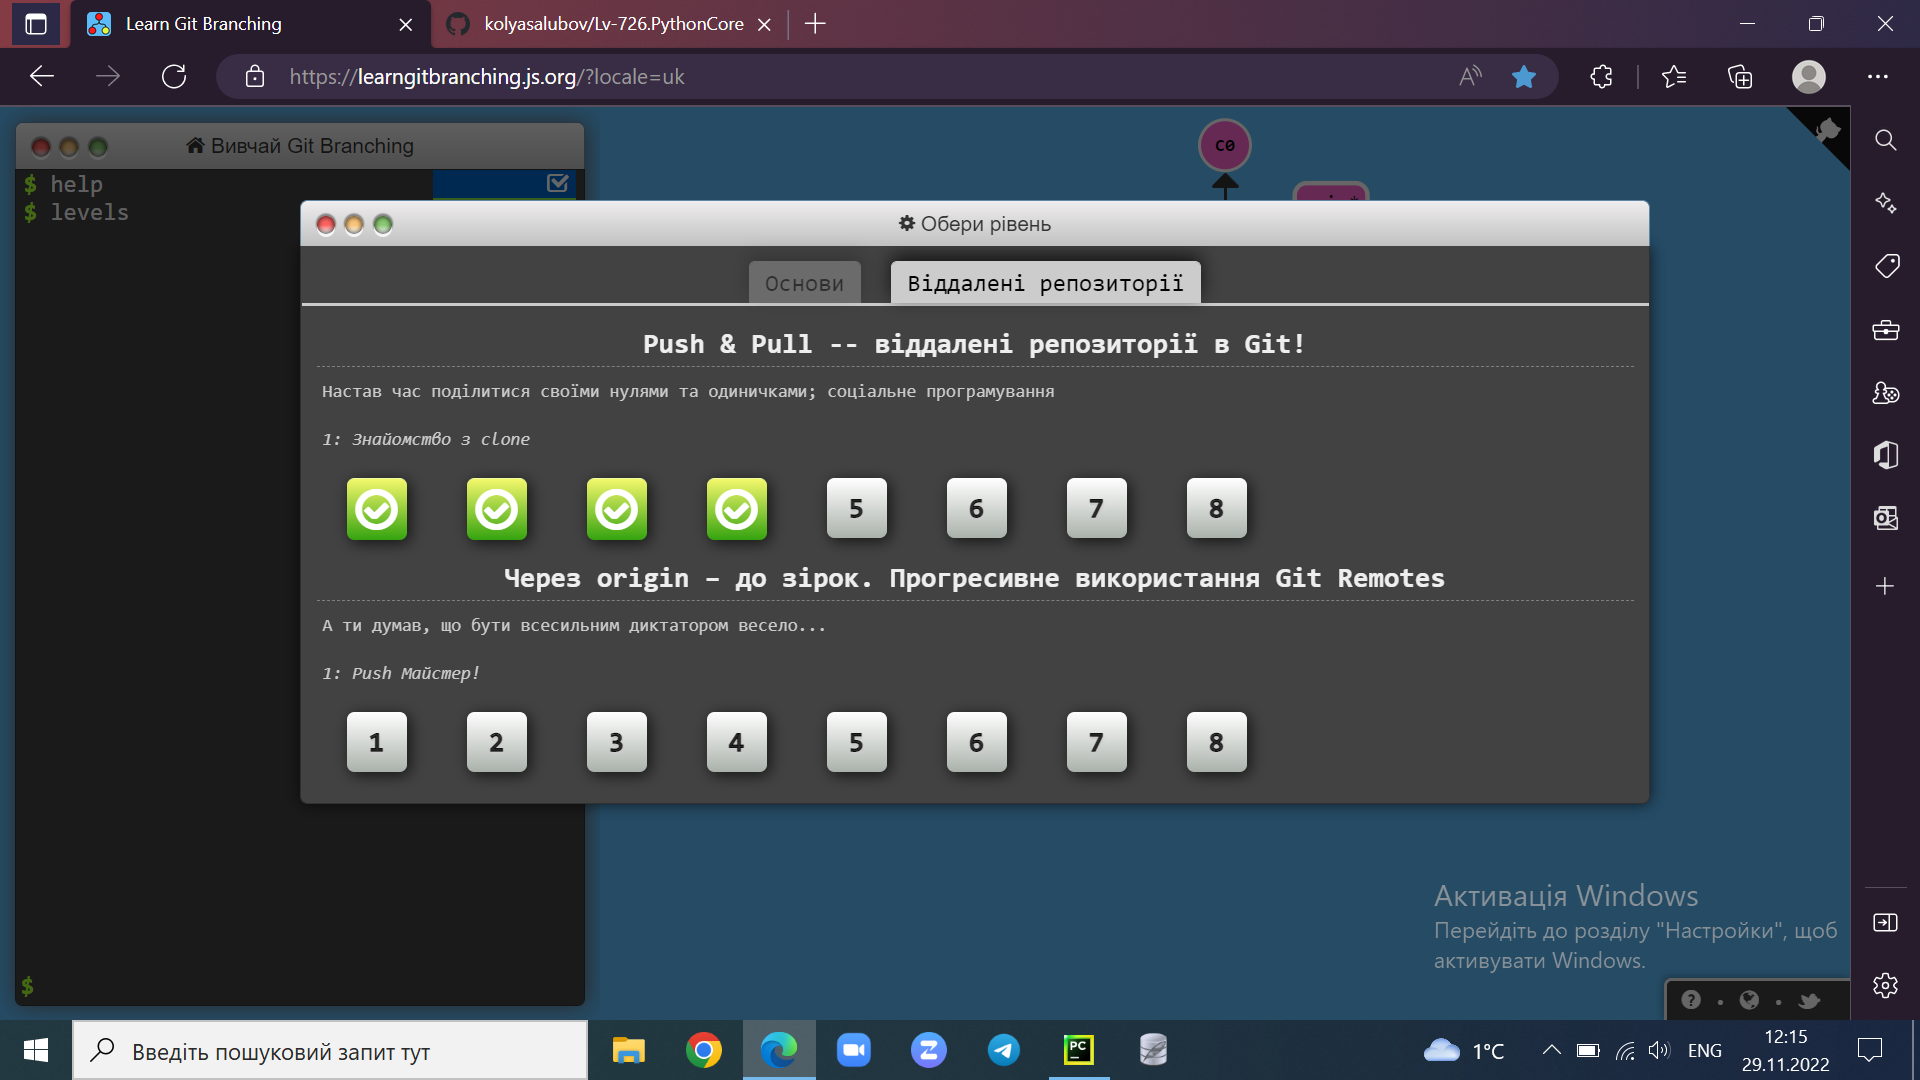 Learn Git Branching
kolyasalubov/Lv-726.PythonCore
https://learngitbranching.js.org/?locale=uk
Вивчай Git Branching
$ help
$ levels
C0
Обери рівень
Основи
Віддалені репозиторії
Push & Pull -- віддалені репозиторії в Git!
Настав час поділитися своїми нулями та одиничками; соціальне програмування
1: Знайомство з clone
5 6 7 8
Через origin – до зірок. Прогресивне використання Git Remotes
А ти думав, що бути всесильним диктатором весело...
1: Push Майстер!
1 2 3 4 5 6 7 8
Активація Windows
Перейдіть до розділу "Настройки", щоб
активувати Windows.
$
Введіть пошуковий запит тут
PC
1°C
ENG
12:15
29.11.2022